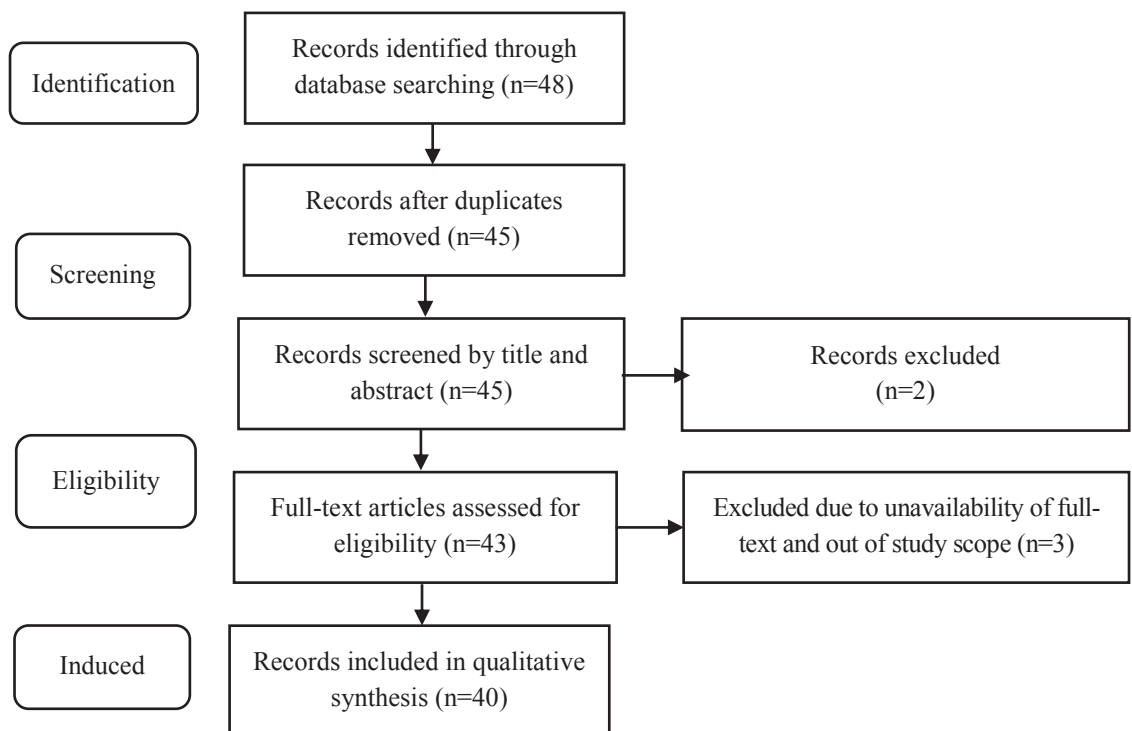 Identification
Records identified through
database searching (n=48)
Records after duplicates
removed (n=45)
Screening
Records screened by title and
abstract (n=45)
Records excluded
(n=2)
Eligibility
Full-text articles assessed for
eligibility (n=43)
Excluded due to unavailability of full-
text and out of study scope (n=3)
Induced
Records included in qualitative
synthesis (n=40)